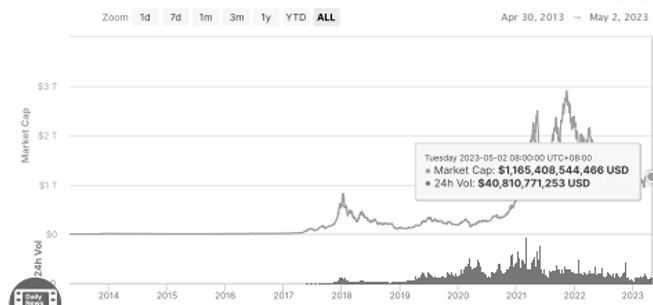 Zoom 1d 7d 1m 3m 1y YTD ALL Apr 30, 2013 → May 2, 2023
$3 T
$2 T
$1 T
$0
Market Cap
24h Vol
Tuesday 2023-05-02 08:00:00 UTC+08:00
Market Cap: $1,165,408,544,466 USD
24h Vol: $40,810,771,253 USD
2014 2015 2016 2017 2018 2019 2020 2021 2022 2023
Daily
News